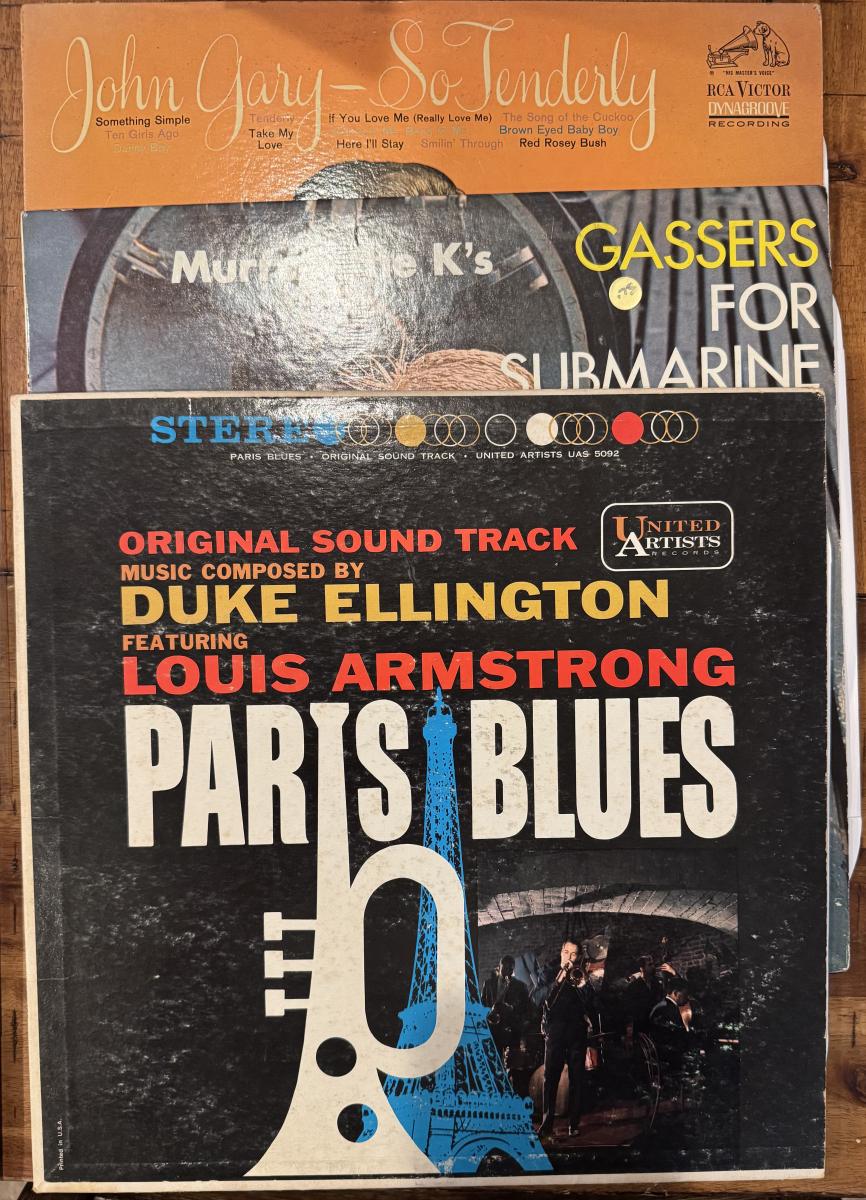 John Gary – So Tenderly
"HIS MASTER'S VOICE"
RCA VICTOR
DYNAGROOVE
RECORDING
Something Simple
Tenderly
If You Love Me (Really Love Me)
The Song of the Cuckoo
Ten Girls Ago
Take My
Brown Eyed Baby Boy
Danny Boy
Love
Here I'll Stay
Smilin' Through
Red Rosey Bush
K's
GASSERS
FOR
SUBMARINE
STEREO
PARIS BLUES • ORIGINAL SOUND TRACK • UNITED ARTISTS UAS 5092
ORIGINAL SOUND TRACK
UNITED
ARTISTS
RECORDS
MUSIC COMPOSED BY
DUKE ELLINGTON
FEATURING
LOUIS ARMSTRONG
PARIS BLUES
Printed in U.S.A.